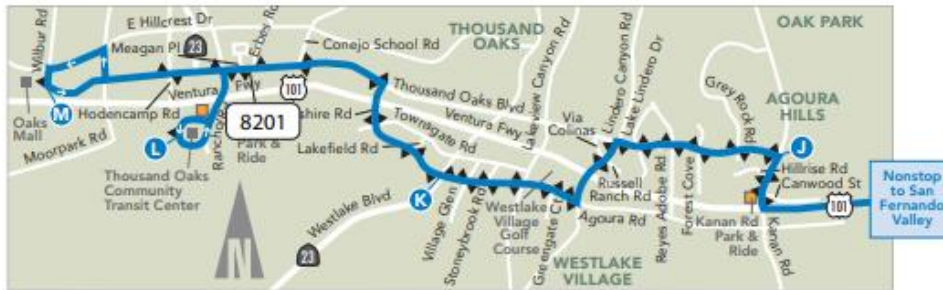 Wilbur Rd
E Hillcrest Dr
Meagan Pl
23
Erbes Rd
Conejo School Rd
THOUSAND
OAKS
OAK PARK
Oaks
Mall
M
Hodencamp Rd
Ventura
Fwy
101
Moorpark Rd
L
Rancho Rd
Park
& Ride
8201
shire Rd
Thousand Oaks Blvd
Townsgate Rd
Ventura Fwy
Lakeview Canyon Rd
Via
Colinas
Lindero Canyon Rd
Lake Lindero Dr
Grey Rock Rd
AGOURA
HILLS
J
Thousand Oaks
Community
Transit Center
N
Lakefield Rd
K
Westlake Blvd
23
Village Glen
Stoneybrook Rd
Westlake
Village
Golf
Course
Greengate Ct
Agoura Rd
Russell
Ranch Rd
Reyes Adobe Rd
Forest Cove
Hillrise Rd
Canwood St
101
Kanan Rd
Park &
Ride
Kanan Rd
WESTLAKE
VILLAGE
Nonstop
to San
Fernando
Valley